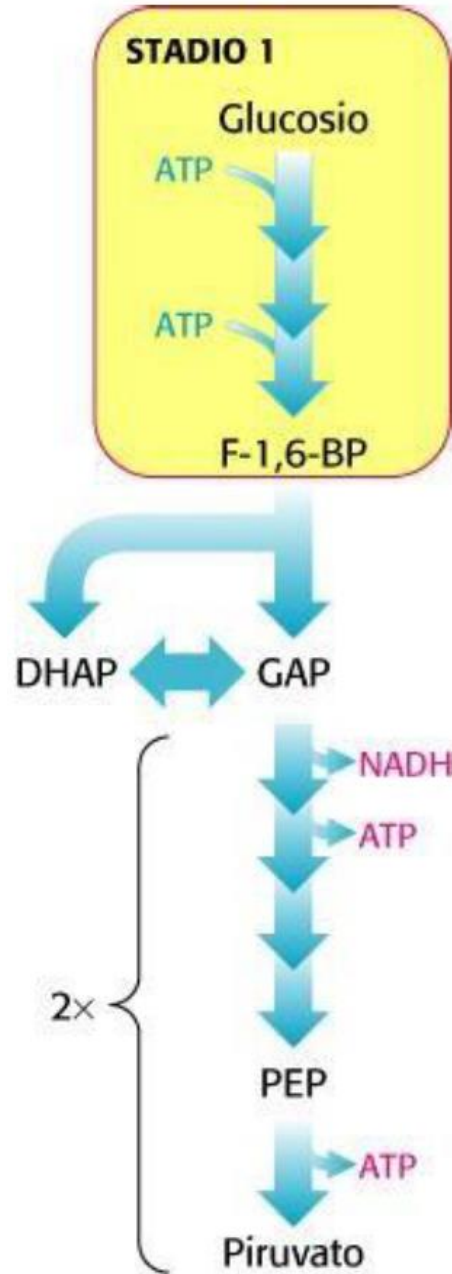 STADIO 1
Glucosio
ATP
ATP
F-1,6-BP
DHAP
GAP
NADH
ATP
2×
PEP
ATP
Piruvato